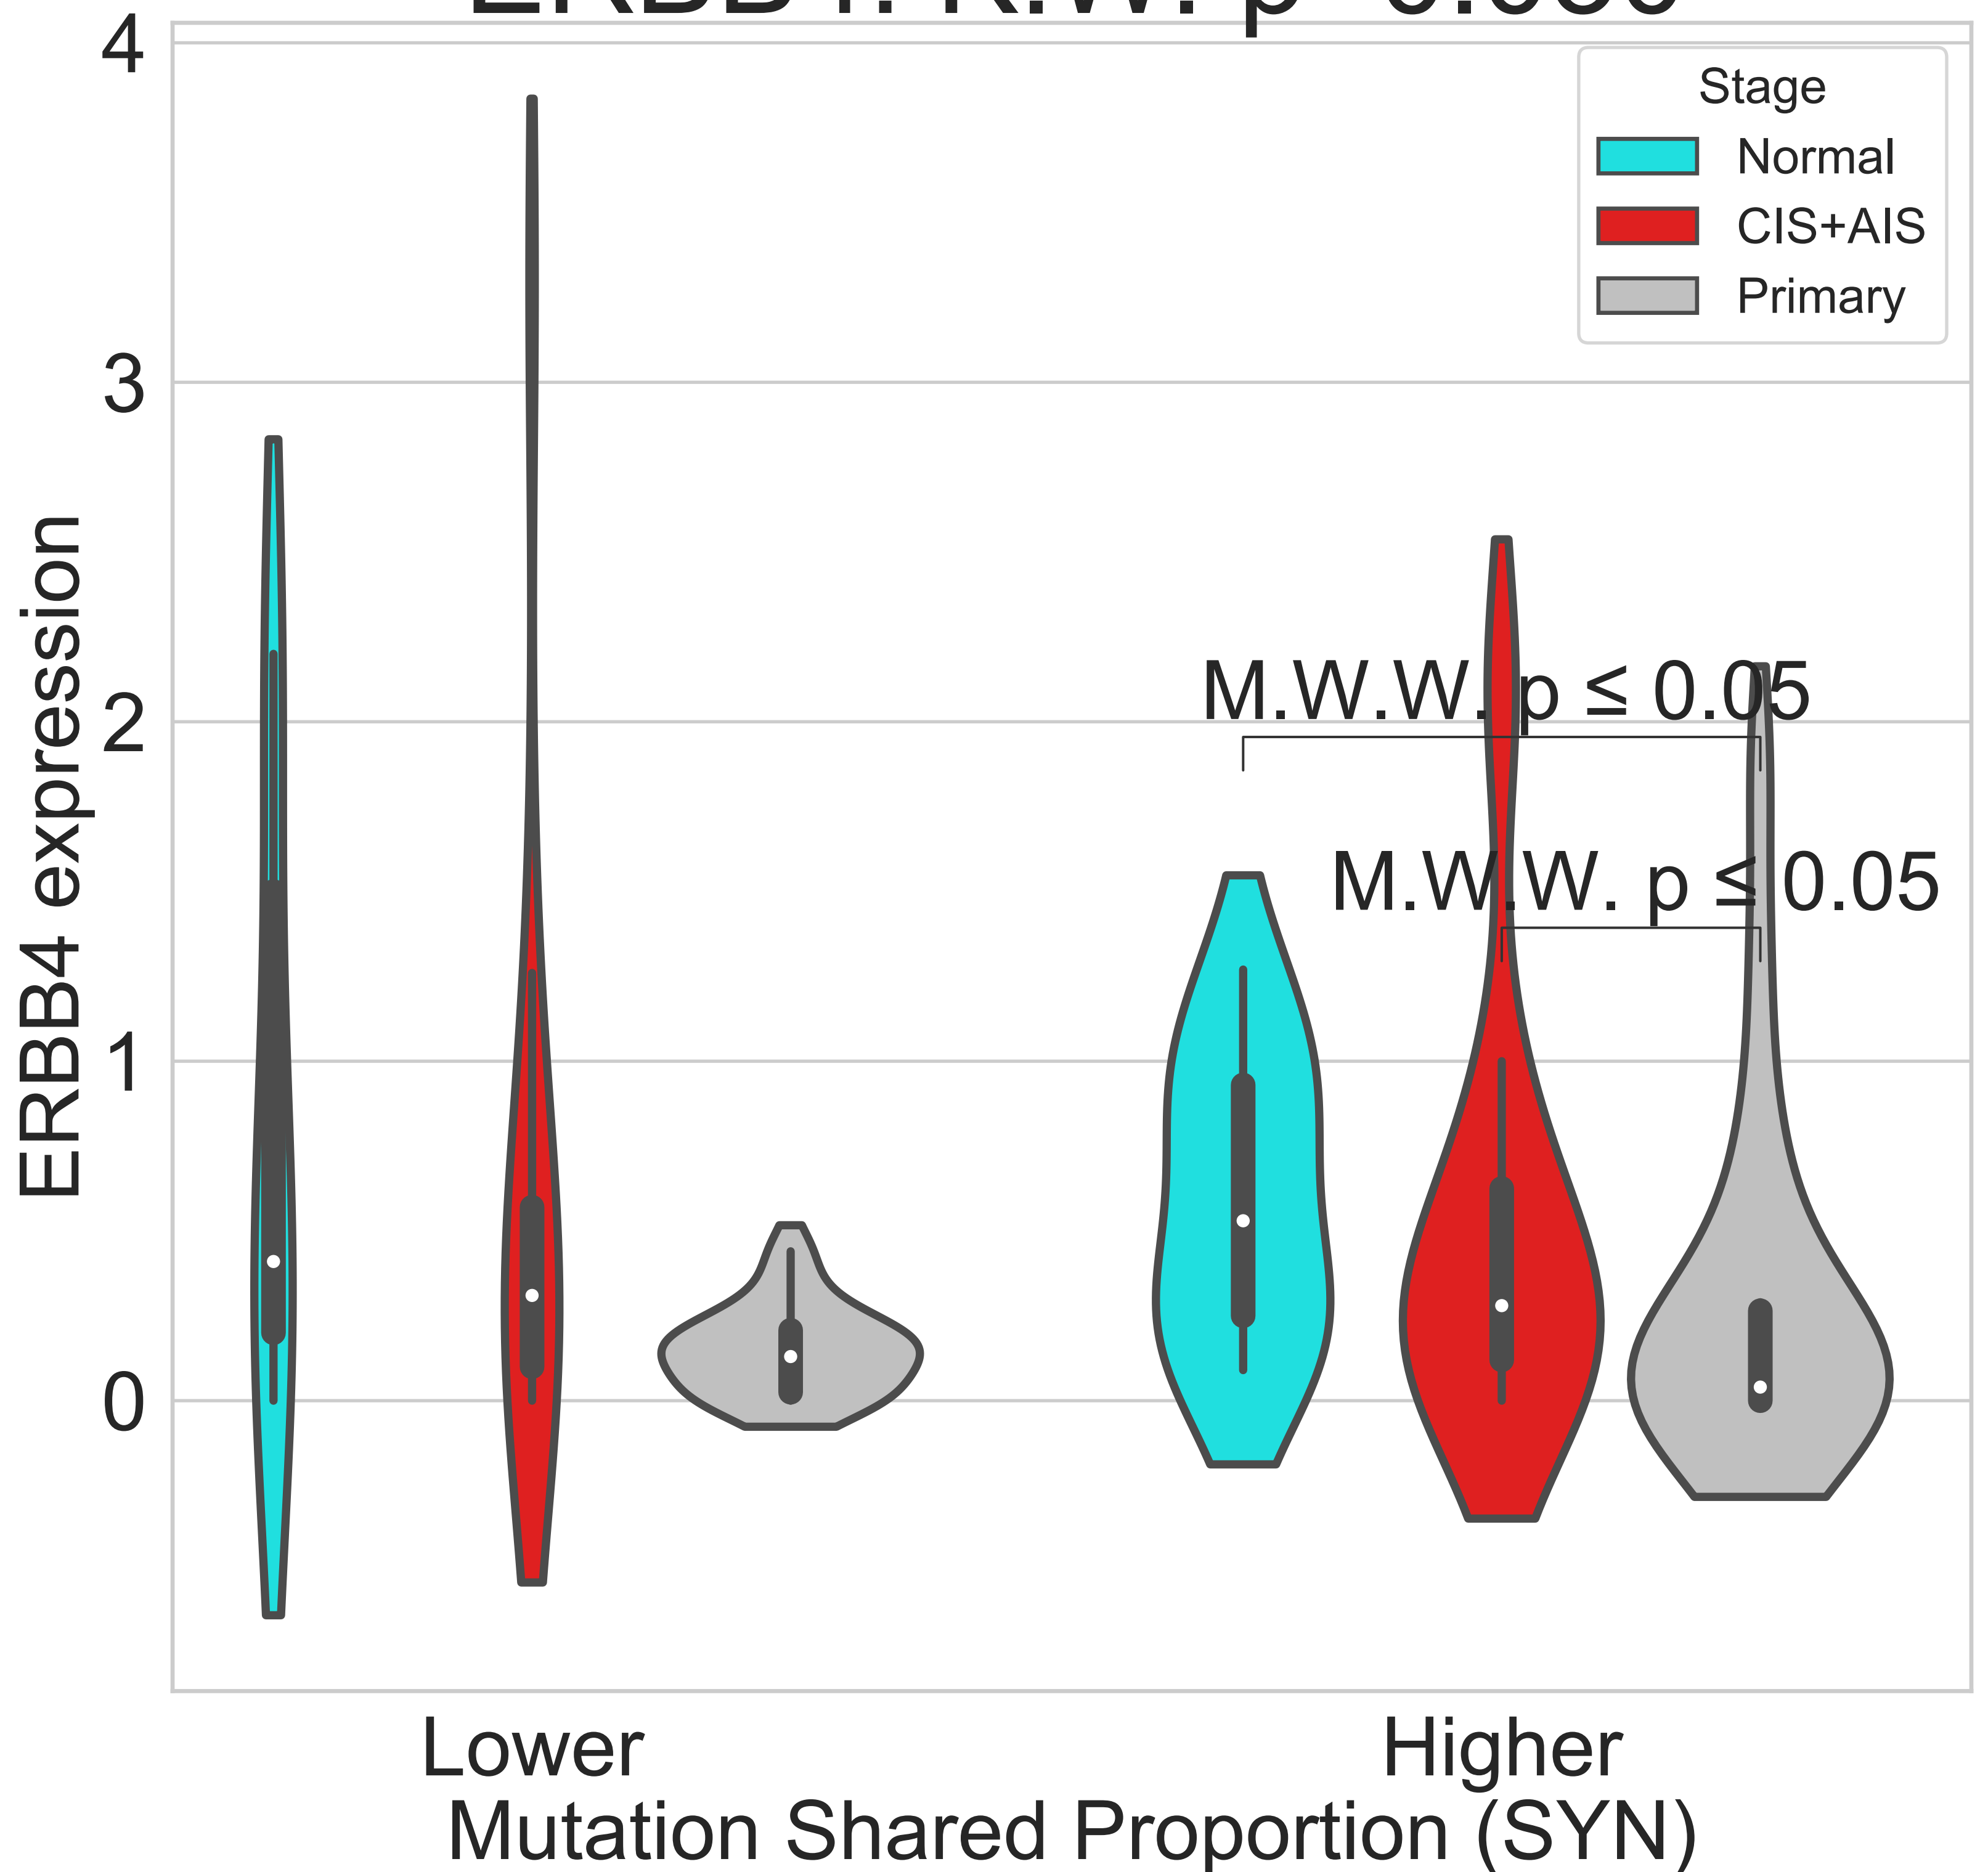 4
3
2
1
0
ERBB4 expression
Stage
Normal
CIS+AIS
Primary
M.W.W. p ≤ 0.05
M.W.W. p ≤ 0.05
Lower
Higher
Mutation Shared Proportion (SYN)